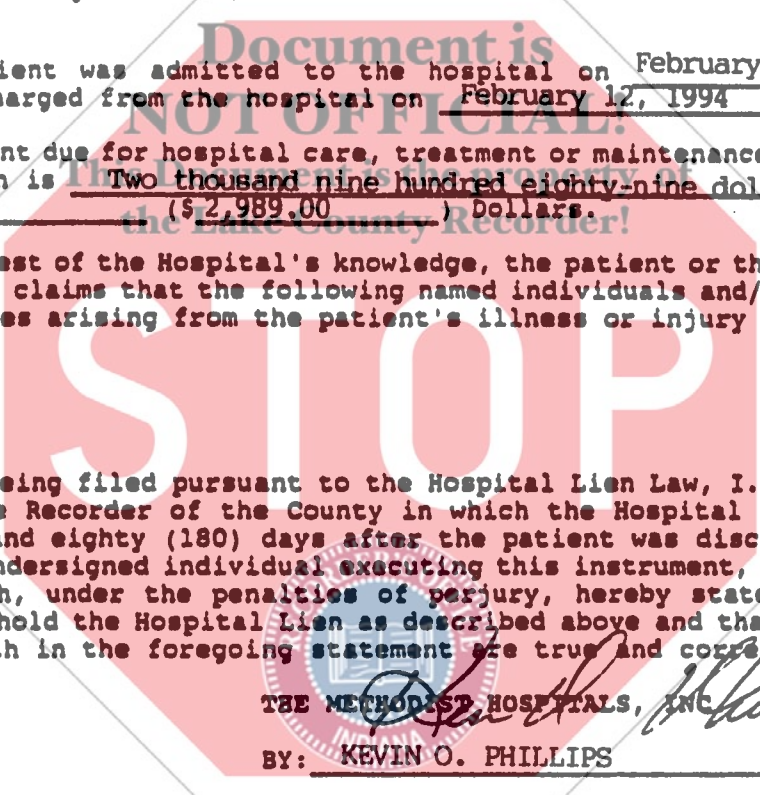 Document is
ient was admitted to the hospital on February
harged from the hospital on February 12, 1994
NOT OFFICIAL!
nt due for hospital care, treatment or maintenance
This Document is the property of
n is Two thousand nine hundred eighty-nine dol
($ 2,989.00 ) Dollars.
the Lake County Recorder!
est of the Hospital's knowledge, the patient or th
claims that the following named individuals and/
es arising from the patient's illness or injury
STOP
eing filed pursuant to the Hospital Lien Law, I.
e Recorder of the County in which the Hospital
and eighty (180) days after the patient was disc
ndersigned individual executing this instrument,
h, under the penalties of perjury, hereby state
hold the Hospital Lien as described above and tha
th in the foregoing statement are true and corre
THE METHODIST HOSPITALS, INC
INDIANA
BY: KEVIN O. PHILLIPS